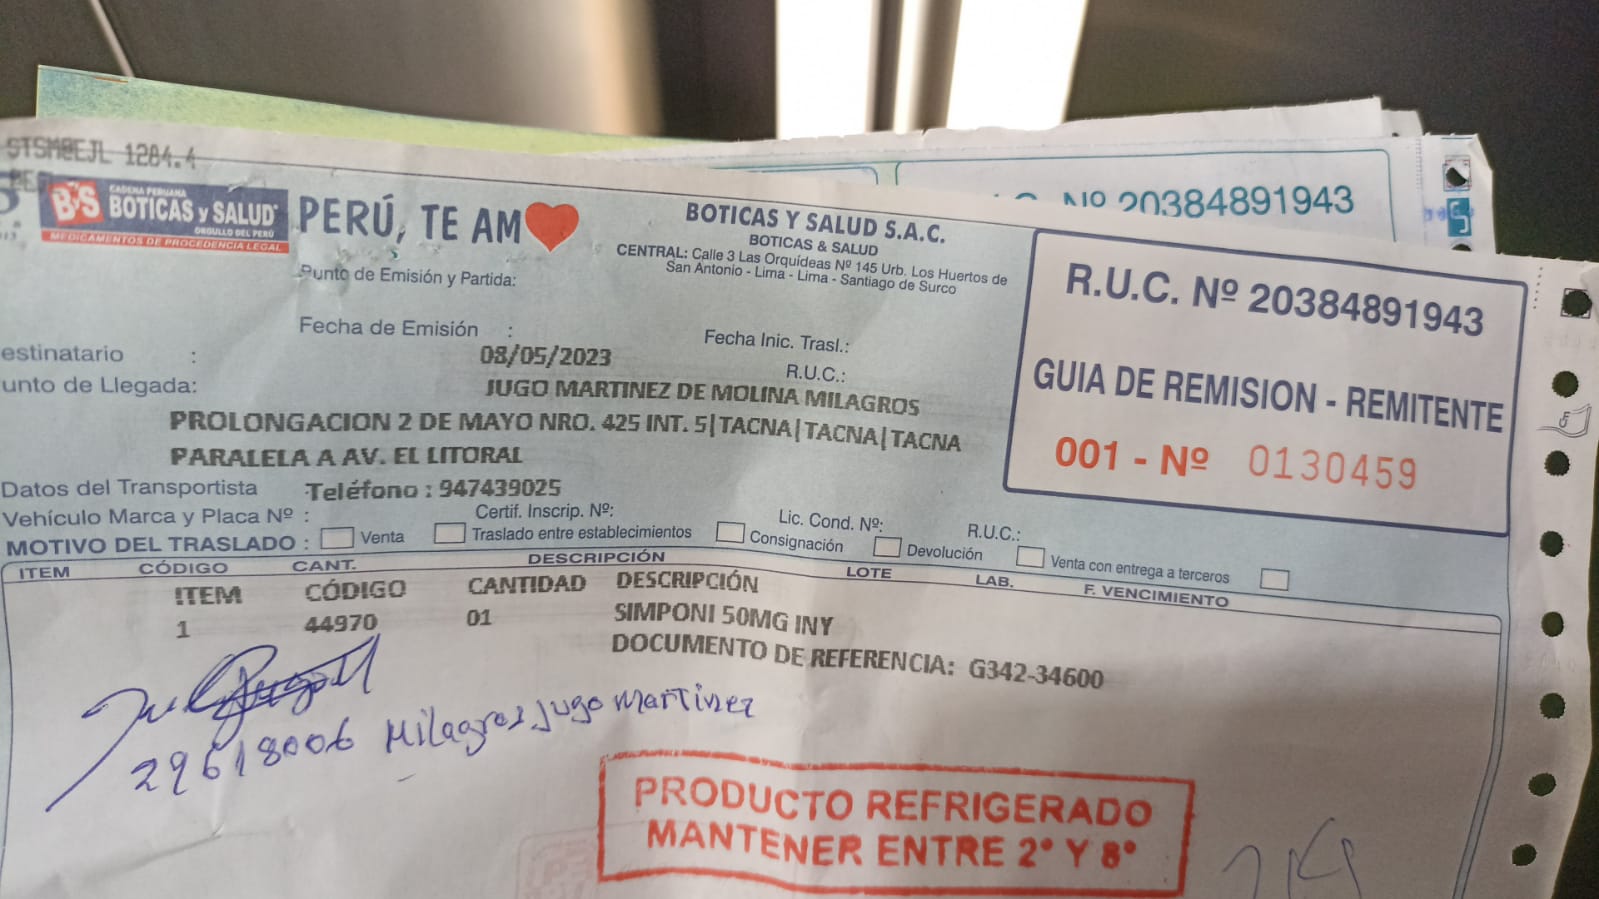 STSM@EJL 1284.4
B&S CADENA PERUANA
BOTICAS y SALUD
ORGULLO DEL PERÚ
MEDICAMENTOS DE PROCEDENCIA LEGAL
PERÚ, TE AM
BOTICAS Y SALUD S.A.C.
BOTICAS & SALUD
CENTRAL: Calle 3 Las Orquídeas Nº 145 Urb. Los Huertos de
San Antonio - Lima - Lima - Santiago de Surco
Nº 20384891943
R.U.C. Nº 20384891943
GUIA DE REMISION - REMITENTE
001 - Nº 0130459
Punto de Emisión y Partida:
Fecha de Emisión : 08/05/2023
Fecha Inic. Trasl.:
estinatario : JUGO MARTINEZ DE MOLINA MILAGROS
R.U.C.:
unto de Llegada:
PROLONGACION 2 DE MAYO NRO. 425 INT. 5|TACNA|TACNA|TACNA
PARALELA A AV. EL LITORAL
Datos del Transportista Teléfono : 947439025
Vehículo Marca y Placa Nº : Certif. Inscrip. Nº: Lic. Cond. Nº: R.U.C.:
MOTIVO DEL TRASLADO : Venta Traslado entre establecimientos Consignación Devolución Venta con entrega a terceros
ITEM CÓDIGO CANT. DESCRIPCIÓN LOTE LAB. F. VENCIMIENTO
ITEM CÓDIGO CANTIDAD DESCRIPCIÓN
1 44970 01 SIMPONI 50MG INY
DOCUMENTO DE REFERENCIA: G342-34600
29618006 Milagros Jugo Martinez
PRODUCTO REFRIGERADO
MANTENER ENTRE 2° Y 8°